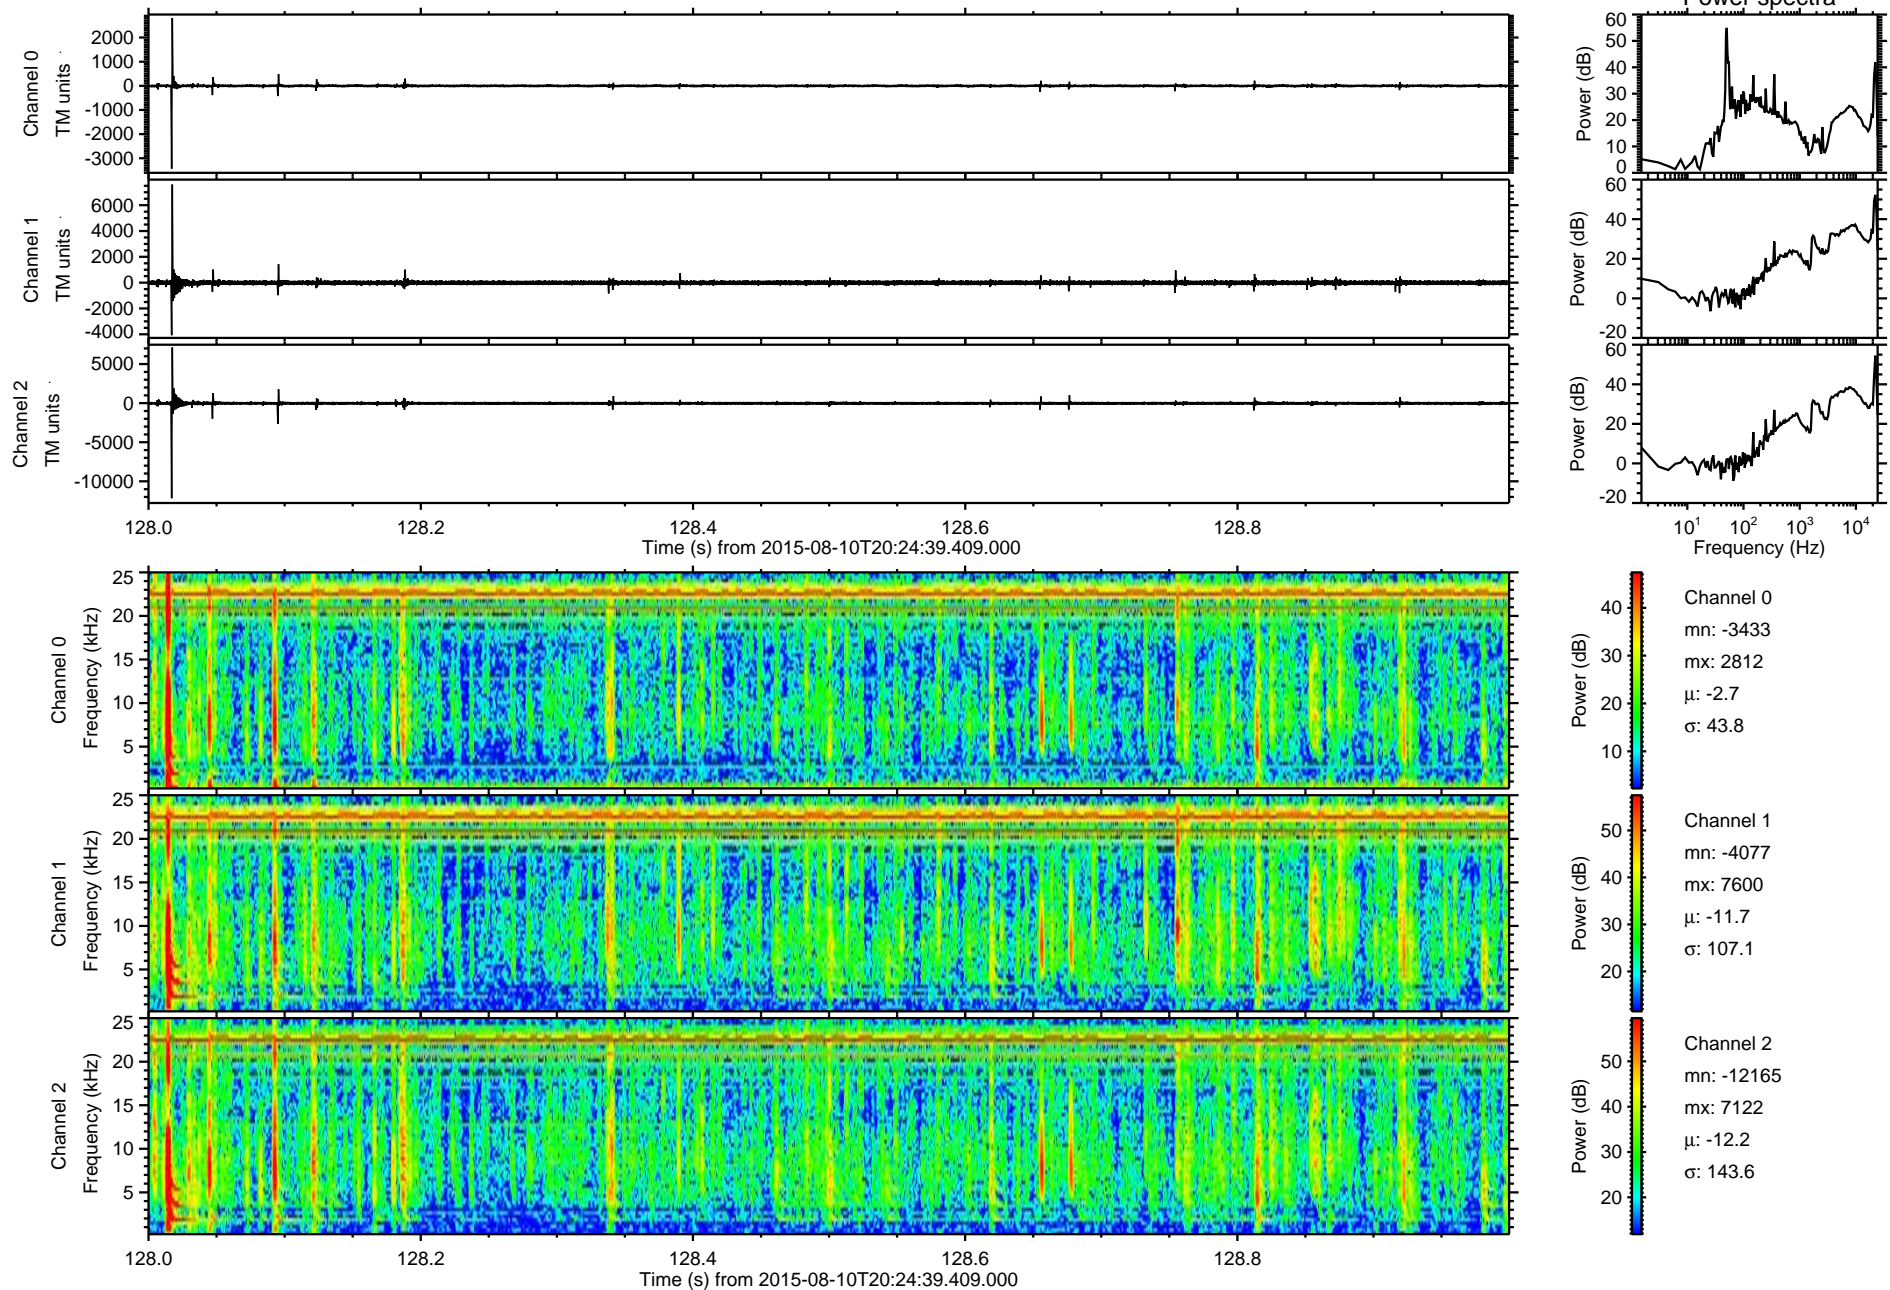 Power spectra
Channel 0
TM units
2000
1000
0
-1000
-2000
-3000
Power (dB)
60
50
40
30
20
10
0
Channel 1
TM units
6000
4000
2000
0
-2000
-4000
Power (dB)
60
40
20
0
-20
Channel 2
TM units
5000
0
-5000
-10000
Power (dB)
60
40
20
0
-20
128.0 128.2 128.4 128.6 128.8
Time (s) from 2015-08-10T20:24:39.409.000
10¹ 10² 10³ 10⁴
Frequency (Hz)
Channel 0
Frequency (kHz)
25
20
15
10
5
Power (dB)
40
30
20
10
Channel 0
mn: -3433
mx: 2812
μ: -2.7
σ: 43.8
Channel 1
Frequency (kHz)
25
20
15
10
5
Power (dB)
50
40
30
20
Channel 1
mn: -4077
mx: 7600
μ: -11.7
σ: 107.1
Channel 2
Frequency (kHz)
25
20
15
10
5
Power (dB)
50
40
30
20
Channel 2
mn: -12165
mx: 7122
μ: -12.2
σ: 143.6
128.0 128.2 128.4 128.6 128.8
Time (s) from 2015-08-10T20:24:39.409.000